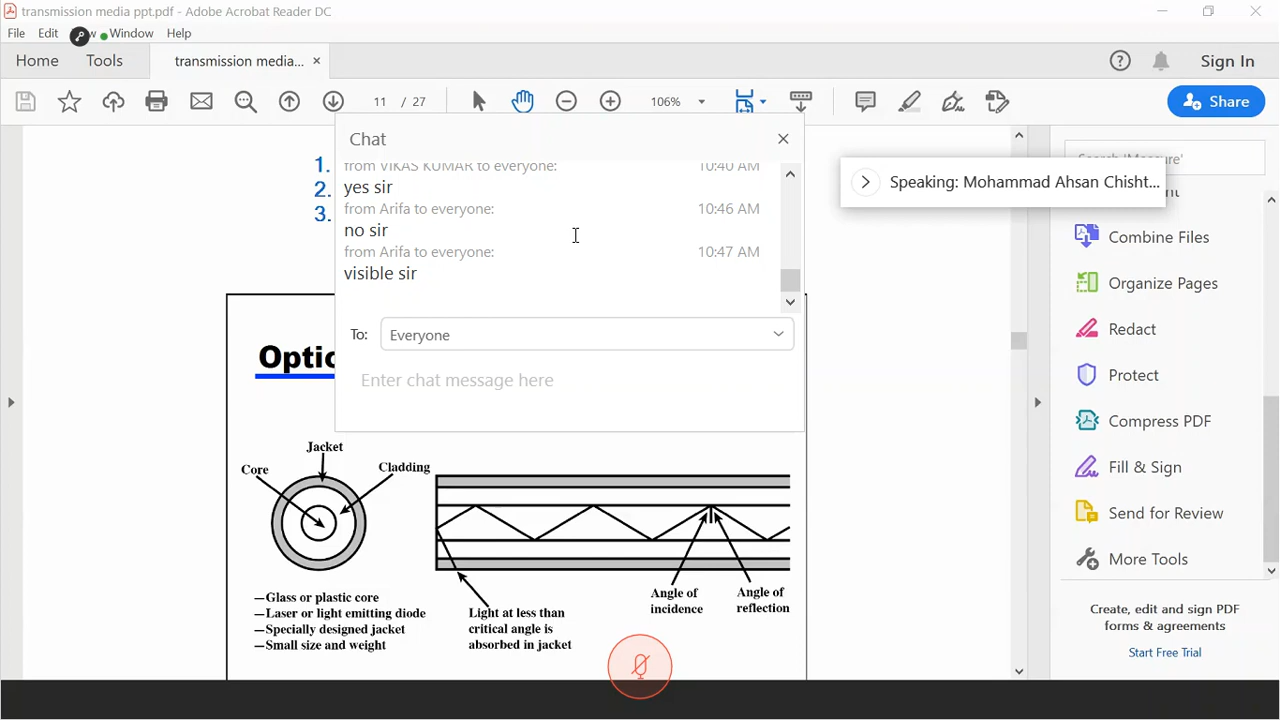 transmission media ppt.pdf - Adobe Acrobat Reader DC
File Edit Window Help
Home Tools transmission media... × Sign In
11 / 27 106% Share
Chat
from VIKAS KUMAR to everyone: 10:40 AM
yes sir
from Arifa to everyone: 10:46 AM
no sir
from Arifa to everyone: 10:47 AM
visible sir
To: Everyone
Enter chat message here
1.
2.
3.
Speaking: Mohammad Ahsan Chisht...
Search 'Measure'
Combine Files
Organize Pages
Redact
Protect
Compress PDF
Fill & Sign
Send for Review
More Tools
Create, edit and sign PDF
forms & agreements
Start Free Trial
Optic
Jacket
Core
Cladding
—Glass or plastic core
—Laser or light emitting diode
—Specially designed jacket
—Small size and weight
Light at less than
critical angle is
absorbed in jacket
Angle of
incidence
Angle of
reflection